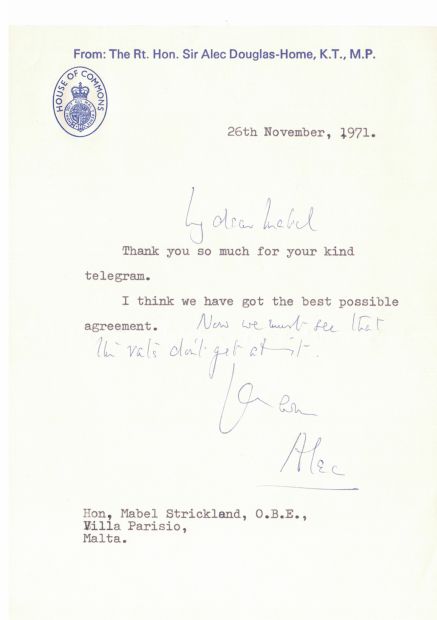 From: The Rt. Hon. Sir Alec Douglas-Home, K.T., M.P.
HOUSE OF COMMONS
26th November, 1971.
My dear Mabel
Thank you so much for your kind
telegram.
I think we have got the best possible
agreement. Now we must see that
the rats don't get at it.
Alec
Hon, Mabel Strickland, O.B.E.,
Villa Parisio,
Malta.